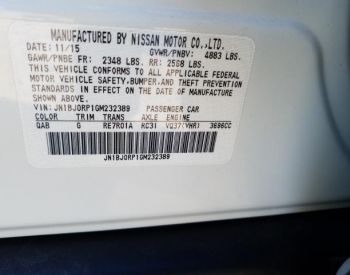 MANUFACTURED BY NISSAN MOTOR CO.,LTD.
DATE: 11/15 GVWR/PNBV: 4883 LBS.
GAWR/PNBE FR: 2348 LBS. RR: 2568 LBS.
THIS VEHICLE CONFORMS TO ALL APPLICABLE FEDERAL
MOTOR VEHICLE SAFETY, BUMPER, AND THEFT PREVENTION
STANDARDS IN EFFECT ON THE DATE OF MANUFACTURE
SHOWN ABOVE.
VIN:JN1BJ0RP1GM232389 PASSENGER CAR
COLOR TRIM TRANS AXLE ENGINE
QAB G RE7R01A RC31 VQ37(VHR) 3696CC
JN1BJ0RP1GM232389